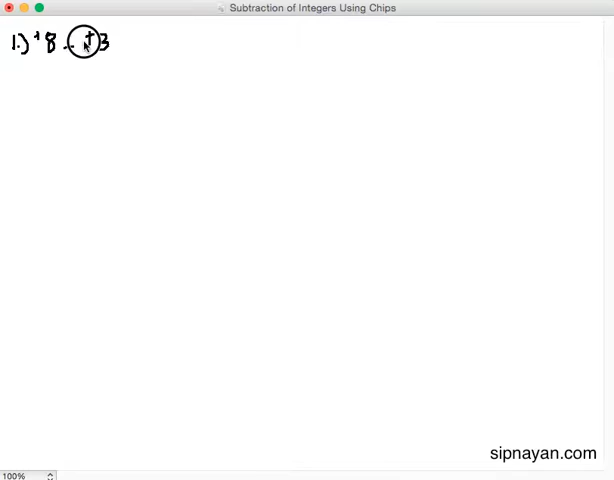 Subtraction of Integers Using Chips
1.) +8 - +3
sipnayan.com
100%